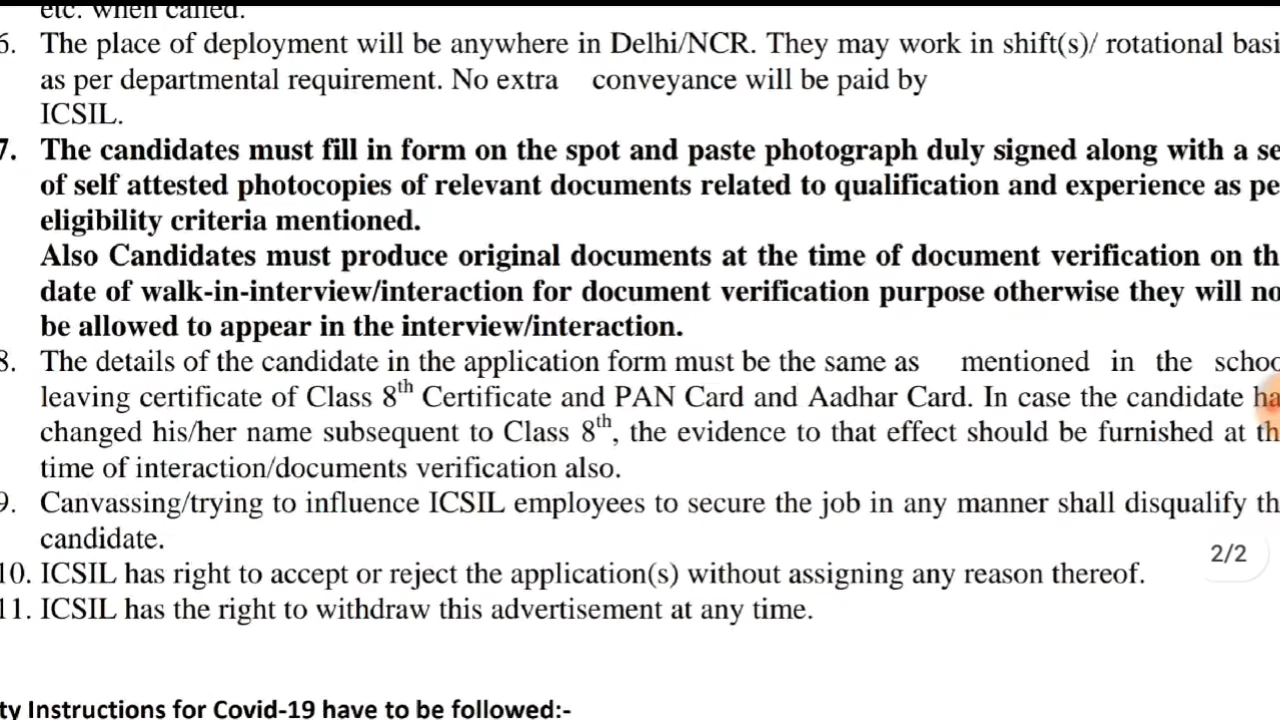 etc. when called.
6. The place of deployment will be anywhere in Delhi/NCR. They may work in shift(s)/ rotational basi
as per departmental requirement. No extra conveyance will be paid by
ICSIL.
7. The candidates must fill in form on the spot and paste photograph duly signed along with a se
of self attested photocopies of relevant documents related to qualification and experience as pe
eligibility criteria mentioned.
Also Candidates must produce original documents at the time of document verification on th
date of walk-in-interview/interaction for document verification purpose otherwise they will no
be allowed to appear in the interview/interaction.
8. The details of the candidate in the application form must be the same as mentioned in the schoo
leaving certificate of Class 8th Certificate and PAN Card and Aadhar Card. In case the candidate ha
changed his/her name subsequent to Class 8th, the evidence to that effect should be furnished at th
time of interaction/documents verification also.
9. Canvassing/trying to influence ICSIL employees to secure the job in any manner shall disqualify th
candidate.
2/2
10. ICSIL has right to accept or reject the application(s) without assigning any reason thereof.
11. ICSIL has the right to withdraw this advertisement at any time.
ty Instructions for Covid-19 have to be followed:-